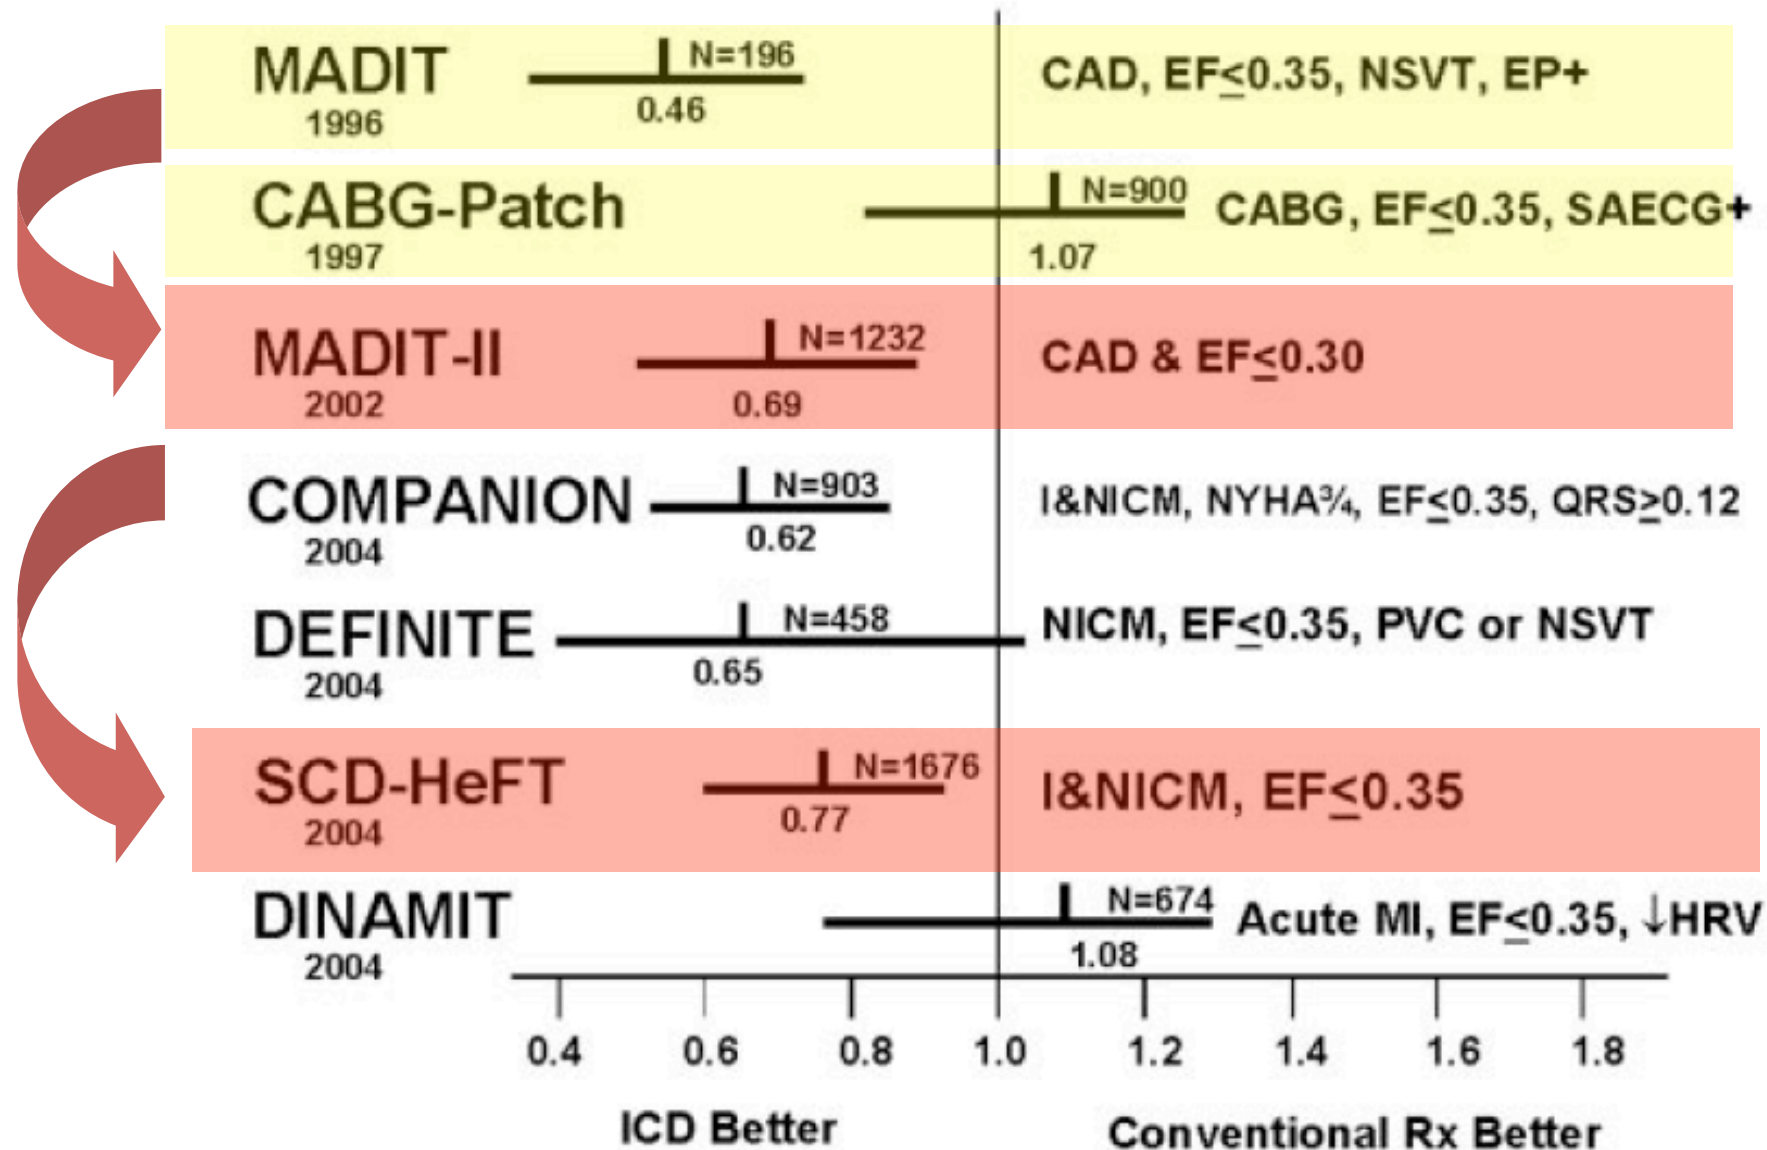 MADIT N=196 CAD, EF≤0.35, NSVT, EP+
1996 0.46
CABG-Patch N=900 CABG, EF≤0.35, SAECG+
1997 1.07
MADIT-II N=1232 CAD & EF≤0.30
2002 0.69
COMPANION N=903 I&NICM, NYHA¾, EF≤0.35, QRS≥0.12
2004 0.62
DEFINITE N=458 NICM, EF≤0.35, PVC or NSVT
2004 0.65
SCD-HeFT N=1676 I&NICM, EF≤0.35
2004 0.77
DINAMIT N=674 Acute MI, EF≤0.35, ↓HRV
2004 1.08
0.4 0.6 0.8 1.0 1.2 1.4 1.6 1.8
ICD Better Conventional Rx Better